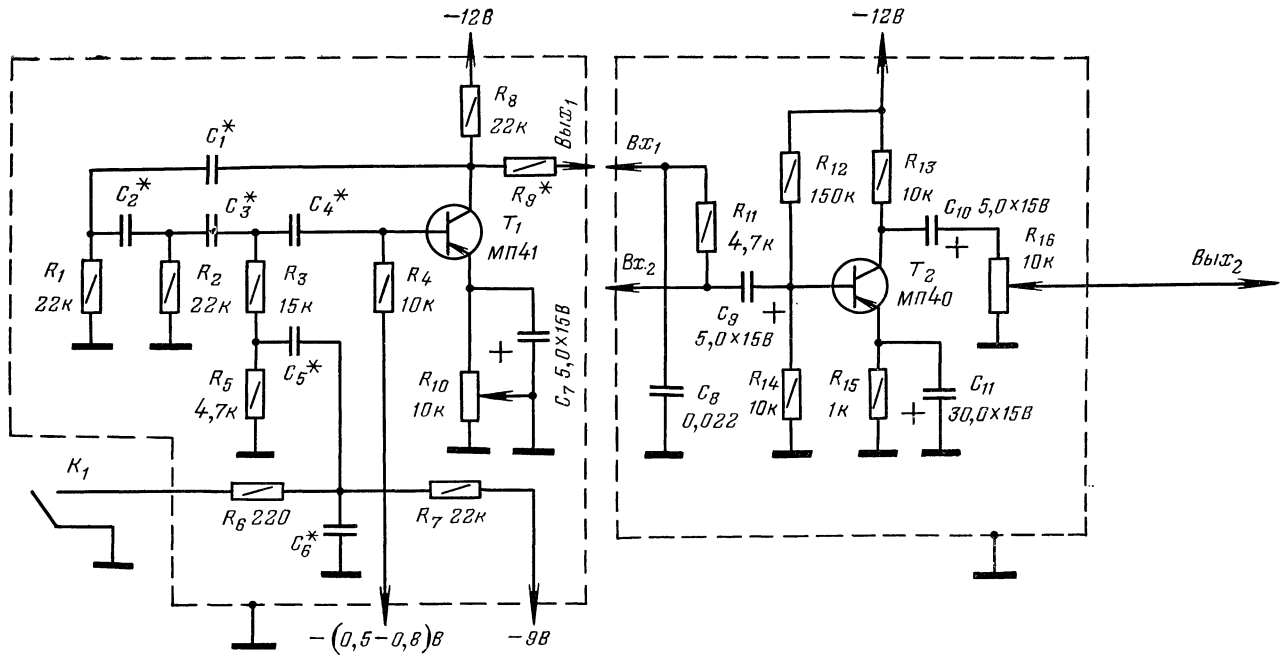 -12В
R8
22к
C1*
Вых1
R9*
C2*
C3*
C4*
T1
МП41
R1
22к
R2
22к
R3
15к
R4
10к
C5*
R5
4,7к
R10
10к
C7 5,0×15В
K1
R6 220
R7 22к
C6*
-(0,5-0,8)В
-9В
-12В
Вх1
R12
150к
R13
10к
C10 5,0×15В
R11
4,7к
R16
10к
Вх2
T2
МП40
Вых2
C9
5,0×15В
C8
0,022
R14
10к
R15
1к
C11
30,0×15В